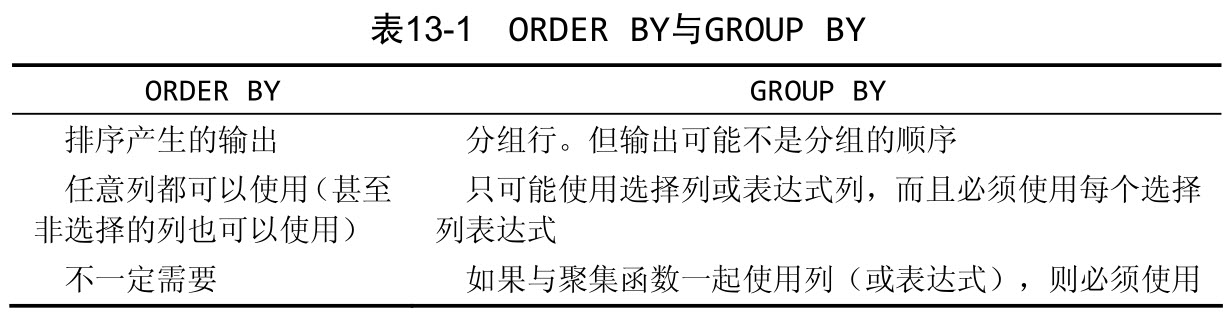 表13-1 ORDER BY与GROUP BY
ORDER BY GROUP BY
排序产生的输出 分组行。但输出可能不是分组的顺序
任意列都可以使用（甚至 只可能使用选择列或表达式列，而且必须使用每个选择
非选择的列也可以使用） 列表达式
不一定需要 如果与聚集函数一起使用列（或表达式），则必须使用